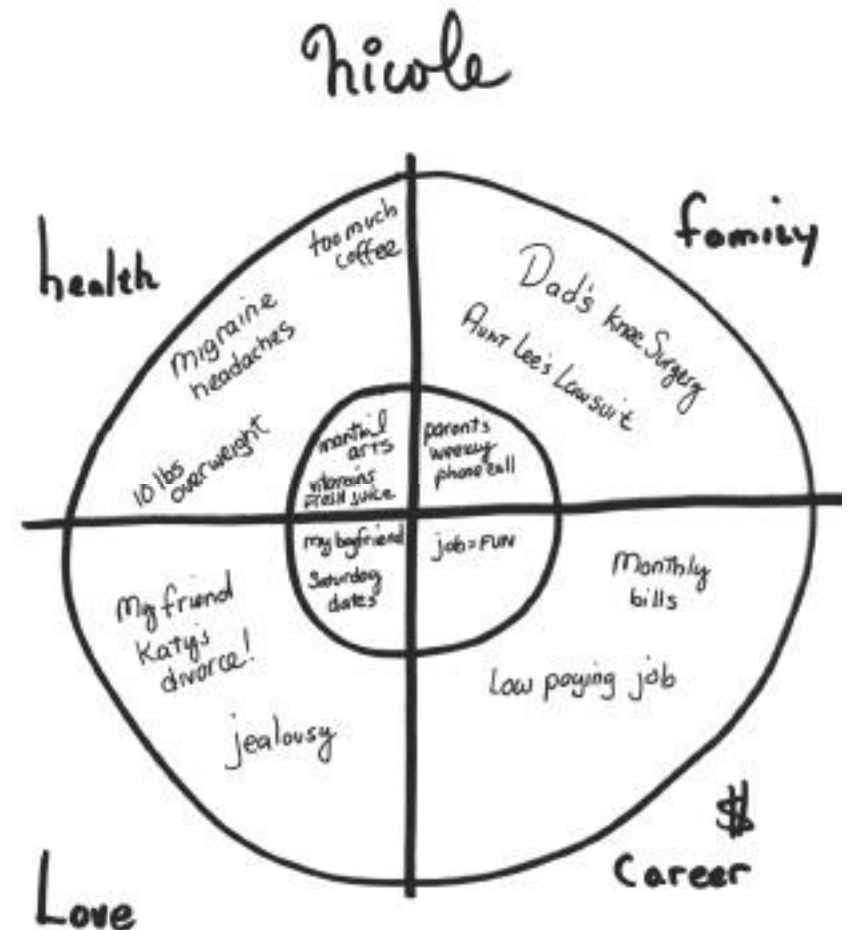 Nicole
health
too much
coffee
Migraine
headaches
10 lbs
overweight
martial
arts
vitamins
fresh juice
family
Dad's knee Surgery
Aunt Lee's Lawsuit
parents
weekly
phone call
my boyfriend
Saturday
dates
My friend
Katy's
divorce!
jealousy
Love
job = FUN
Monthly
bills
Low paying job
$
Career